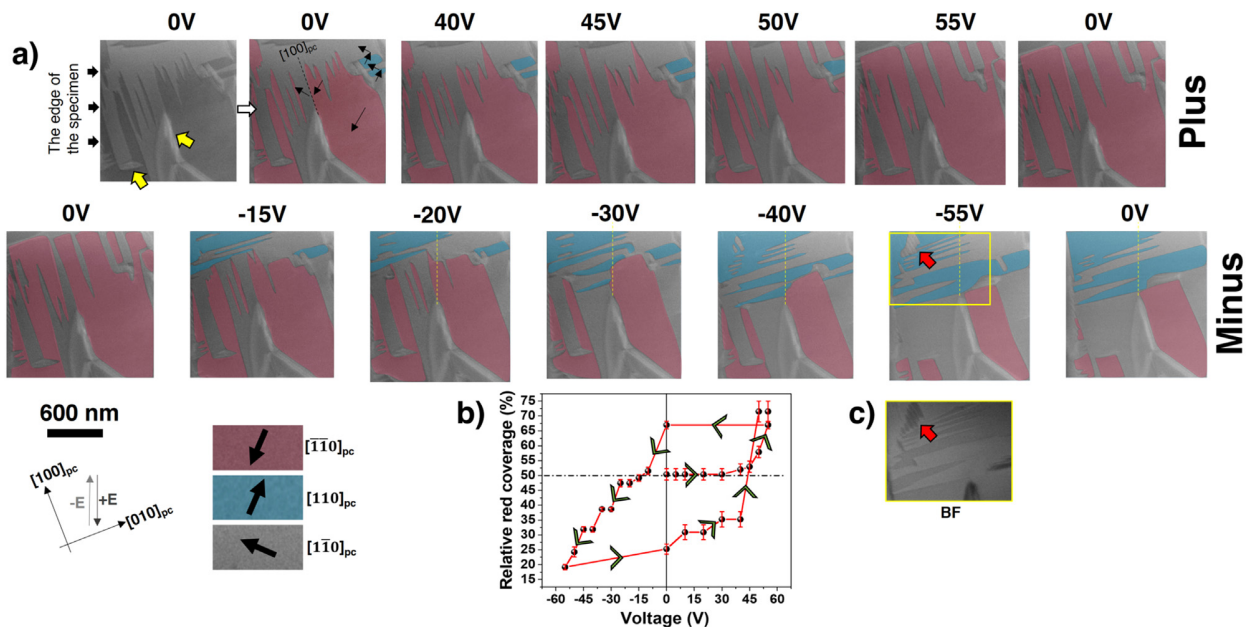 0V 0V 40V 45V 50V 55V 0V
a)
[100]pc
The edge of
the specimen
Plus
0V -15V -20V -30V -40V -55V 0V
Minus
600 nm
[100]pc
-E
+E
[010]pc
[1̅1̅0]pc
[110]pc
[11̅0]pc
b)
Relative red coverage (%)
75
70
65
60
55
50
45
40
35
30
25
20
15
-60 -45 -30 -15 0 15 30 45 60
Voltage (V)
c)
BF